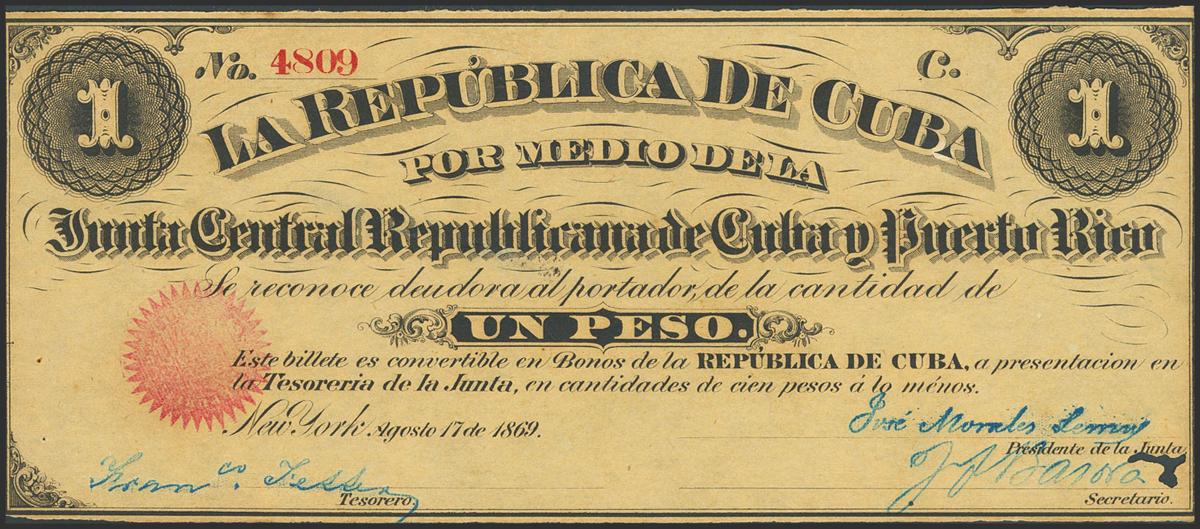 1 No. 4809 C. 1
LA REPÚBLICA DE CUBA
POR MEDIO DE LA
Junta Central Republicana de Cuba y Puerto Rico
Se reconoce deudora al portador, de la cantidad de
UN PESO.
Este billete es convertible en Bonos de la REPÚBLICA DE CUBA, a presentacion en
la Tesoreria de la Junta, en cantidades de cien pesos á lo ménos.
New York Agosto 17 de 1869.
José Morales Lemus
Presidente de la Junta
Franco.
Tesorero.
Secretario.